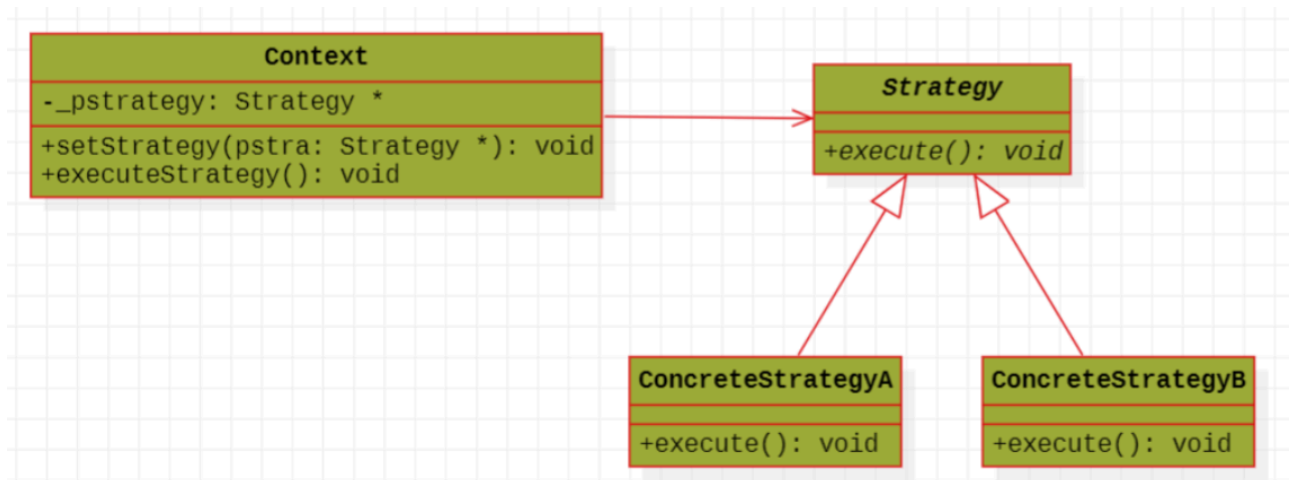 Context
-_pstrategy: Strategy *
+setStrategy(pstra: Strategy *): void
+executeStrategy(): void
Strategy
+execute(): void
ConcreteStrategyA
+execute(): void
ConcreteStrategyB
+execute(): void